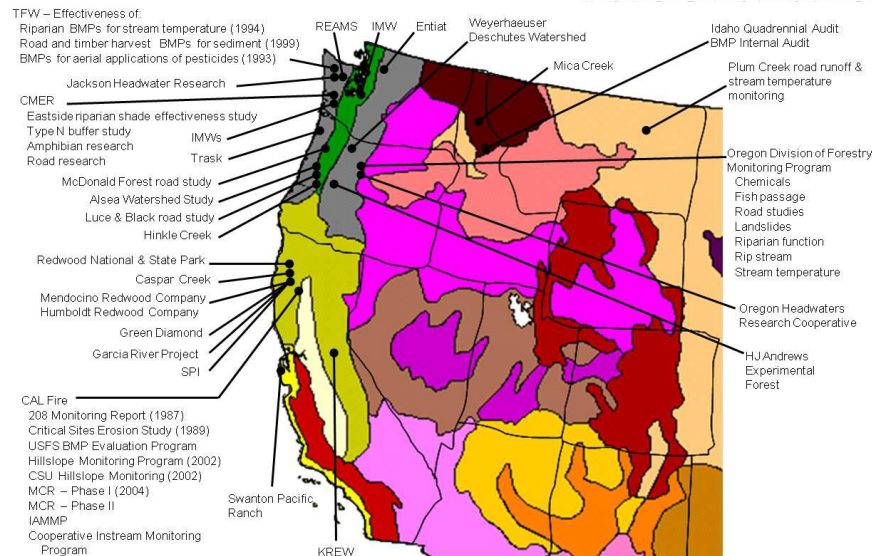 TFW – Effectiveness of:
Riparian BMPs for stream temperature (1994)
Road and timber harvest BMPs for sediment (1999)
BMPs for aerial applications of pesticides (1993)
REAMS
IMW
Entiat
Weyerhaeuser
Deschutes Watershed
Idaho Quadrennial Audit
BMP Internal Audit
Mica Creek
Plum Creek road runoff &
stream temperature
monitoring
Jackson Headwater Research
CMER
Eastside riparian shade effectiveness study
Type N buffer study
Amphibian research
Road research
IMWs
Trask
McDonald Forest road study
Alsea Watershed Study
Luce & Black road study
Hinkle Creek
Oregon Division of Forestry
Monitoring Program
Chemicals
Fish passage
Road studies
Landslides
Riparian function
Rip stream
Stream temperature
Redwood National & State Park
Caspar Creek
Mendocino Redwood Company
Humboldt Redwood Company
Green Diamond
Garcia River Project
SPI
Oregon Headwaters
Research Cooperative
HJ Andrews
Experimental
Forest
CAL Fire
208 Monitoring Report (1987)
Critical Sites Erosion Study (1989)
USFS BMP Evaluation Program
Hillslope Monitoring Program (2002)
CSU Hillslope Monitoring (2002)
MCR – Phase I (2004)
MCR – Phase II
IAMMP
Cooperative Instream Monitoring
Program
Swanton Pacific
Ranch
KREW